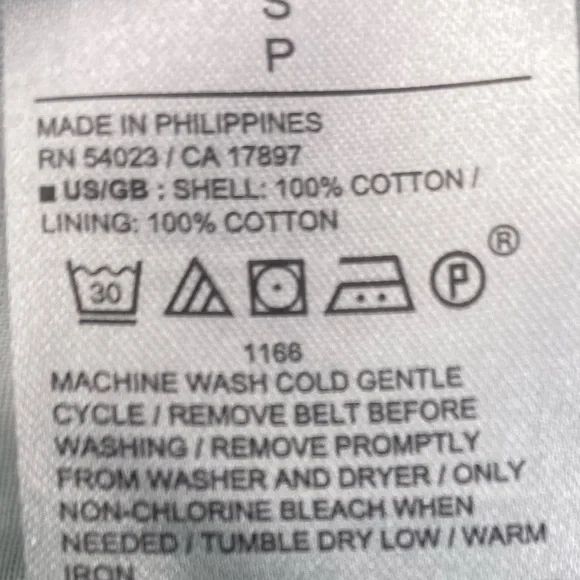 S
P
MADE IN PHILIPPINES
RN 54023 / CA 17897
■ US/GB : SHELL: 100% COTTON /
LINING: 100% COTTON
30 P ®
1166
MACHINE WASH COLD GENTLE
CYCLE / REMOVE BELT BEFORE
WASHING / REMOVE PROMPTLY
FROM WASHER AND DRYER / ONLY
NON-CHLORINE BLEACH WHEN
NEEDED / TUMBLE DRY LOW / WARM
IRON